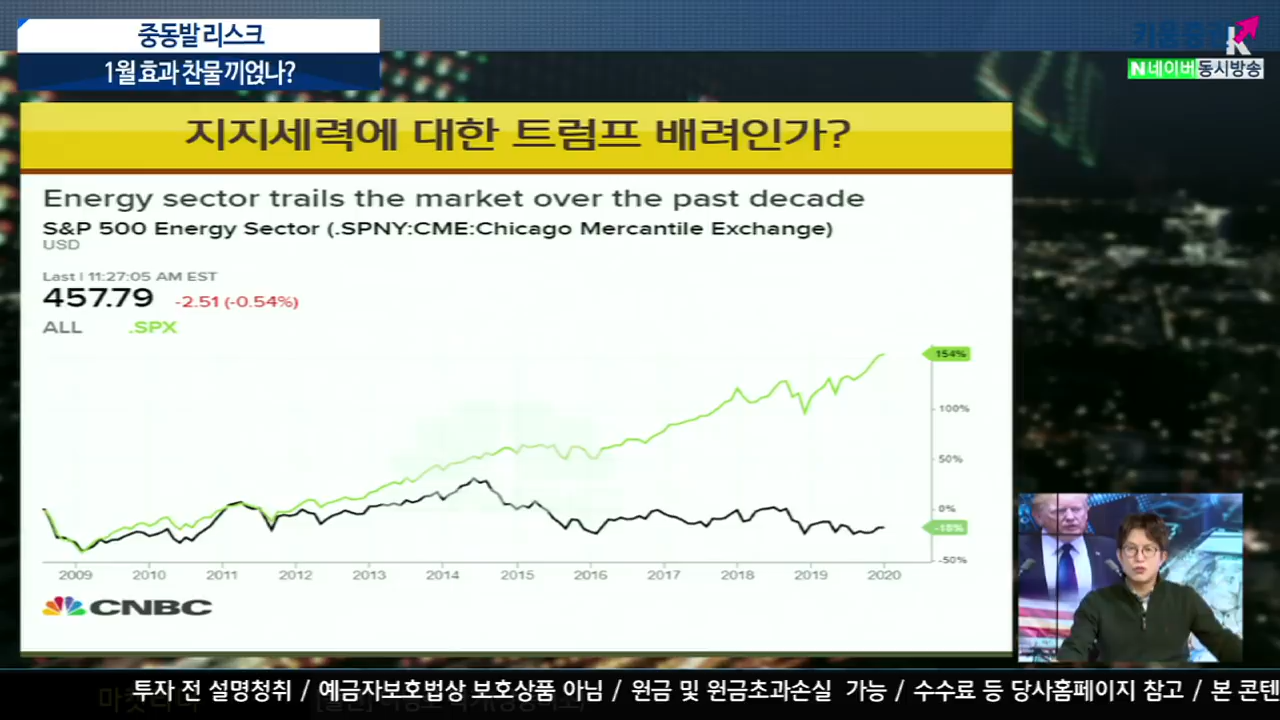 중동발 리스크
1월 효과 찬물 끼얹나?
키움증권
N 네이버 동시방송
지지세력에 대한 트럼프 배려인가?
Energy sector trails the market over the past decade
S&P 500 Energy Sector (.SPNY:CME:Chicago Mercantile Exchange)
USD
Last | 11:27:05 AM EST
457.79 -2.51 (-0.54%)
ALL .SPX
154%
100%
50%
0%
-18%
-50%
2009 2010 2011 2012 2013 2014 2015 2016 2017 2018 2019 2020
CNBC
투자 전 설명청취 / 예금자보호법상 보호상품 아님 / 원금 및 원금초과손실 가능 / 수수료 등 당사홈페이지 참고 / 본 콘텐